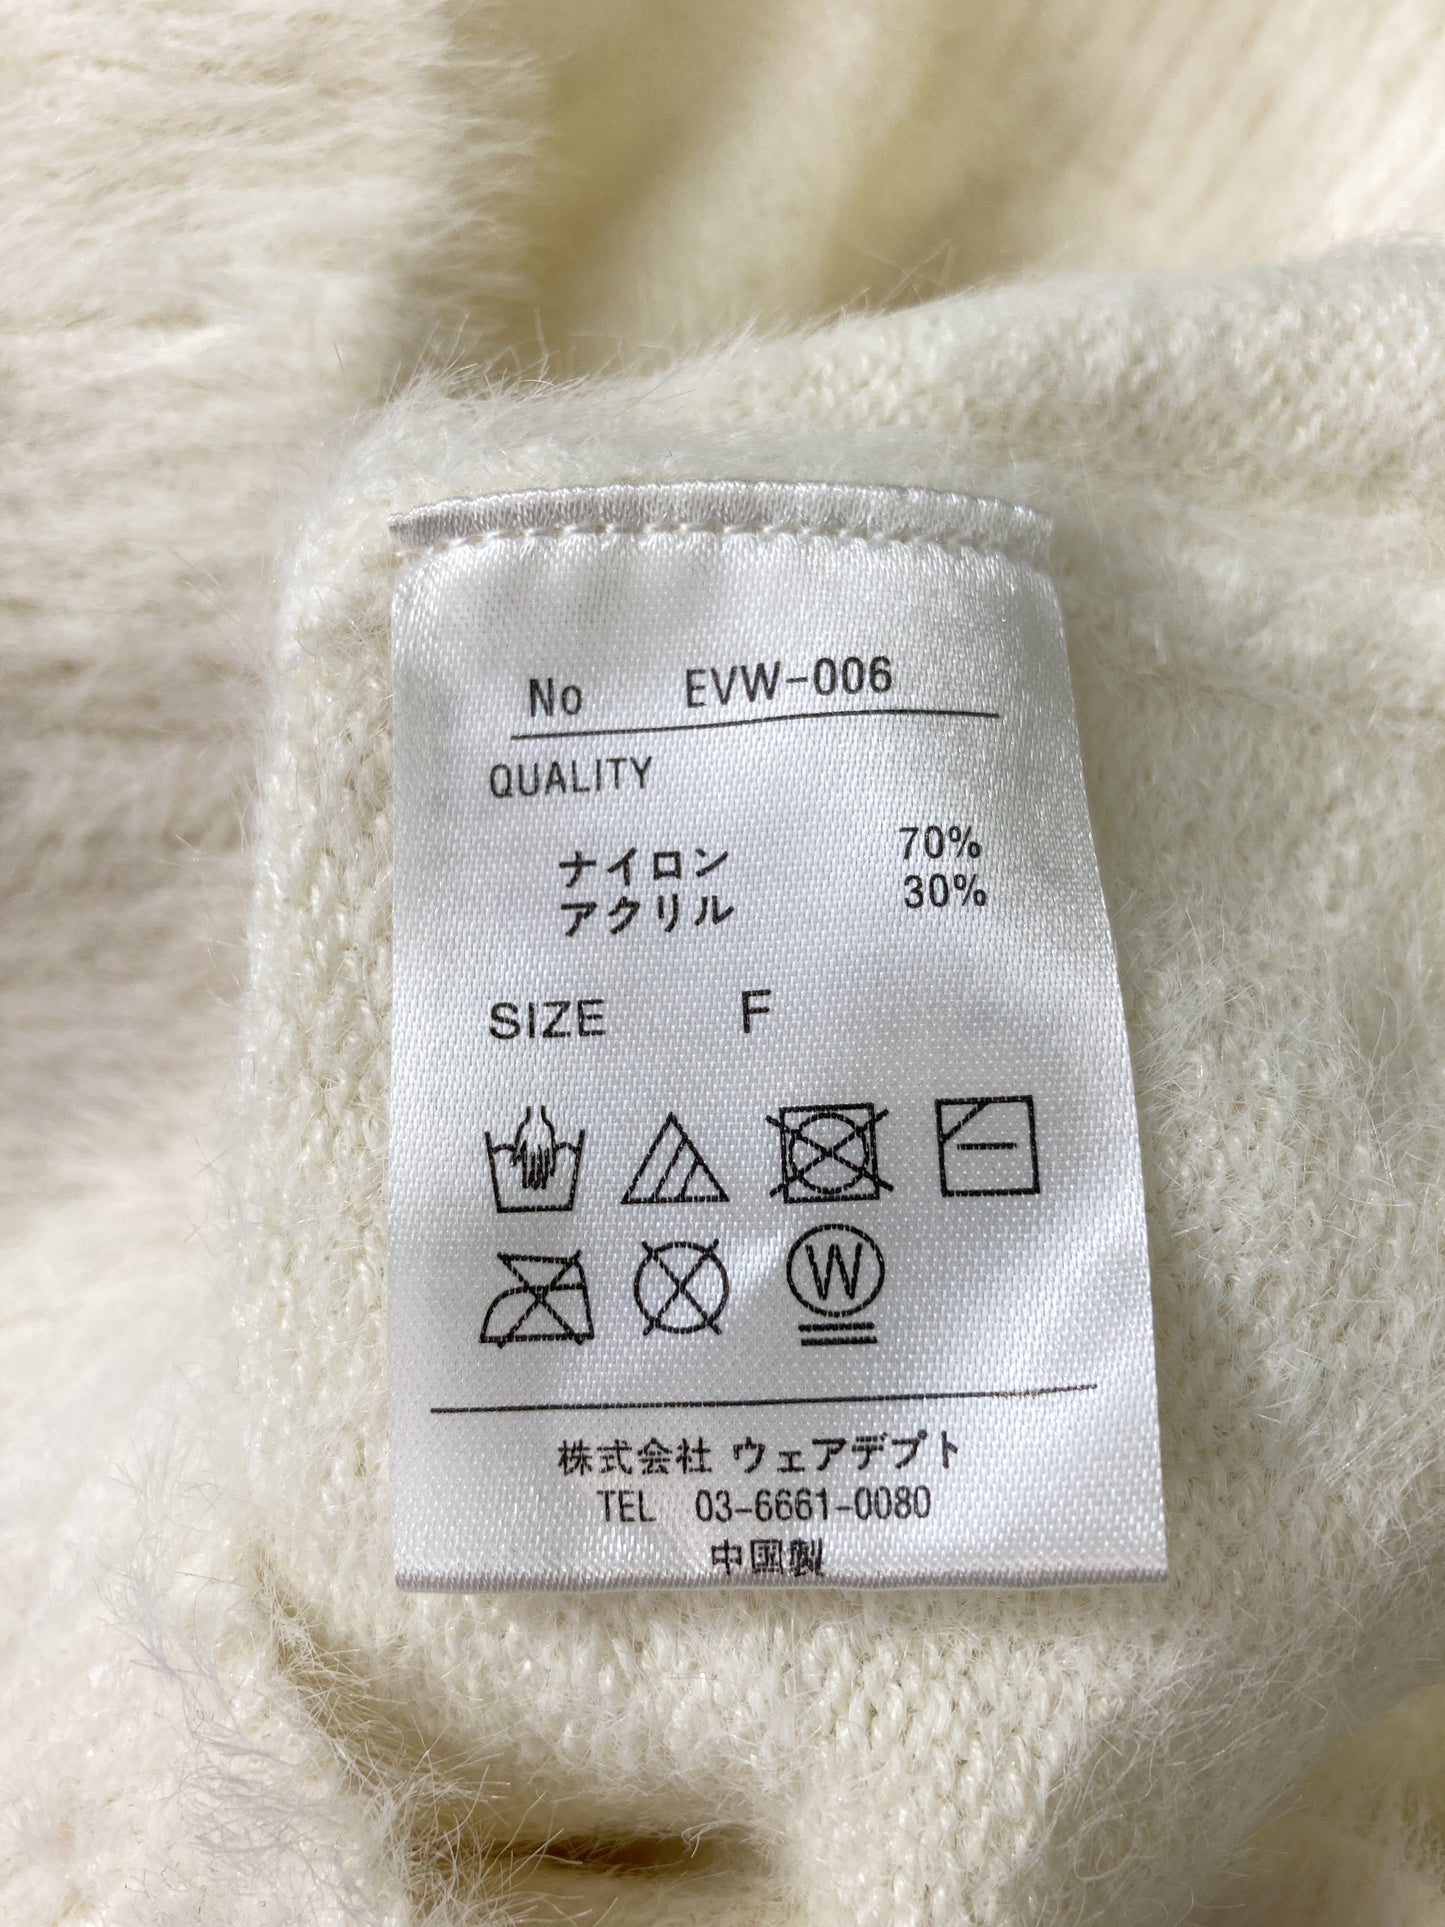 No EVW-006
QUALITY
ナイロン 70%
アクリル 30%
SIZE F
W
株式会社 ウェアデプト
TEL 03-6661-0080
中国製